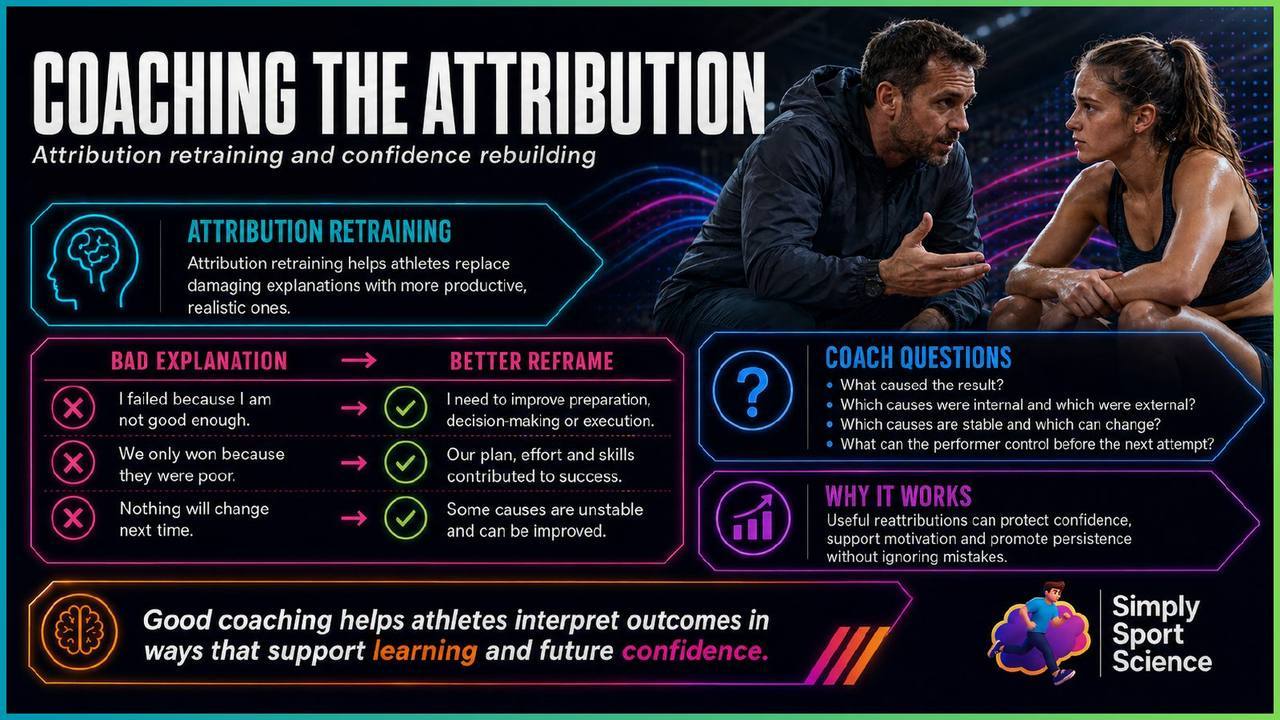 COACHING THE ATTRIBUTION
Attribution retraining and confidence rebuilding
ATTRIBUTION RETRAINING
Attribution retraining helps athletes replace
damaging explanations with more productive,
realistic ones.
BAD EXPLANATION
BETTER REFRAME
I failed because I am
not good enough.
I need to improve preparation,
decision-making or execution.
We only won because
they were poor.
Our plan, effort and skills
contributed to success.
Nothing will change
next time.
Some causes are unstable
and can be improved.
COACH QUESTIONS
• What caused the result?
• Which causes were internal and which were external?
• Which causes are stable and which can change?
• What can the performer control before the next attempt?
WHY IT WORKS
Useful reattributions can protect confidence,
support motivation and promote persistence
without ignoring mistakes.
Good coaching helps athletes interpret outcomes in
ways that support learning and future confidence.
Simply
Sport
Science